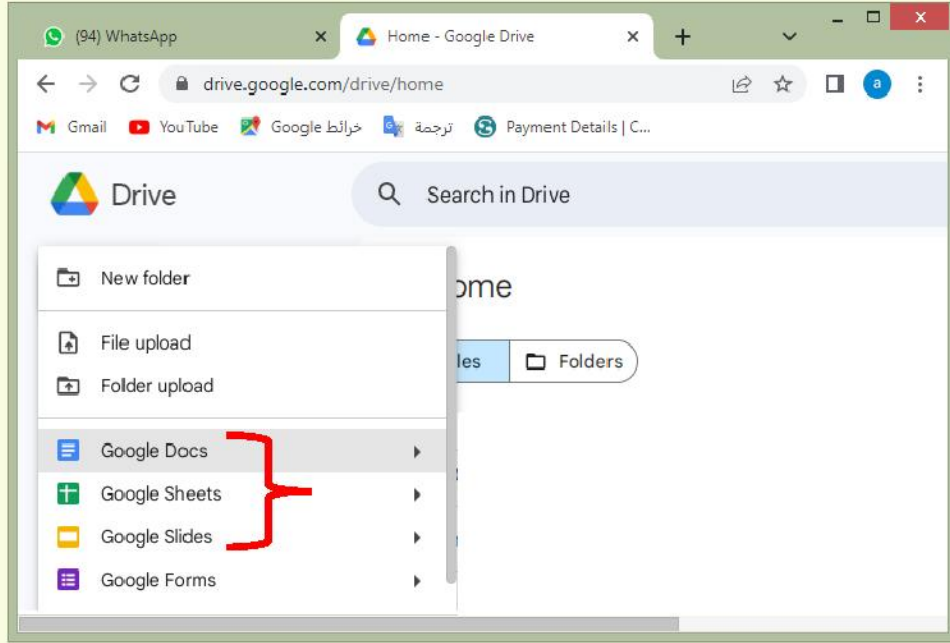 (94) WhatsApp
Home - Google Drive
drive.google.com/drive/home
a
Gmail YouTube خرائط Google ترجمة Payment Details | C...
Drive
Search in Drive
New folder
ome
File upload
les Folders
Folder upload
Google Docs
Google Sheets
Google Slides
Google Forms